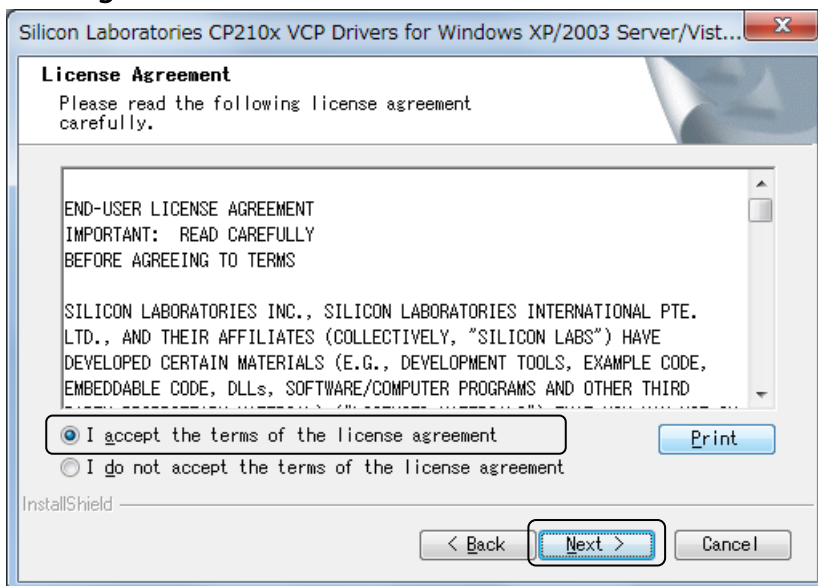 Silicon Laboratories CP210x VCP Drivers for Windows XP/2003 Server/Vist...
License Agreement
Please read the following license agreement
carefully.
END-USER LICENSE AGREEMENT
IMPORTANT: READ CAREFULLY
BEFORE AGREEING TO TERMS
SILICON LABORATORIES INC., SILICON LABORATORIES INTERNATIONAL PTE.
LTD., AND THEIR AFFILIATES (COLLECTIVELY, "SILICON LABS") HAVE
DEVELOPED CERTAIN MATERIALS (E.G., DEVELOPMENT TOOLS, EXAMPLE CODE,
EMBEDDABLE CODE, DLLs, SOFTWARE/COMPUTER PROGRAMS AND OTHER THIRD
I accept the terms of the license agreement
Print
I do not accept the terms of the license agreement
InstallShield
< Back Next > Cancel